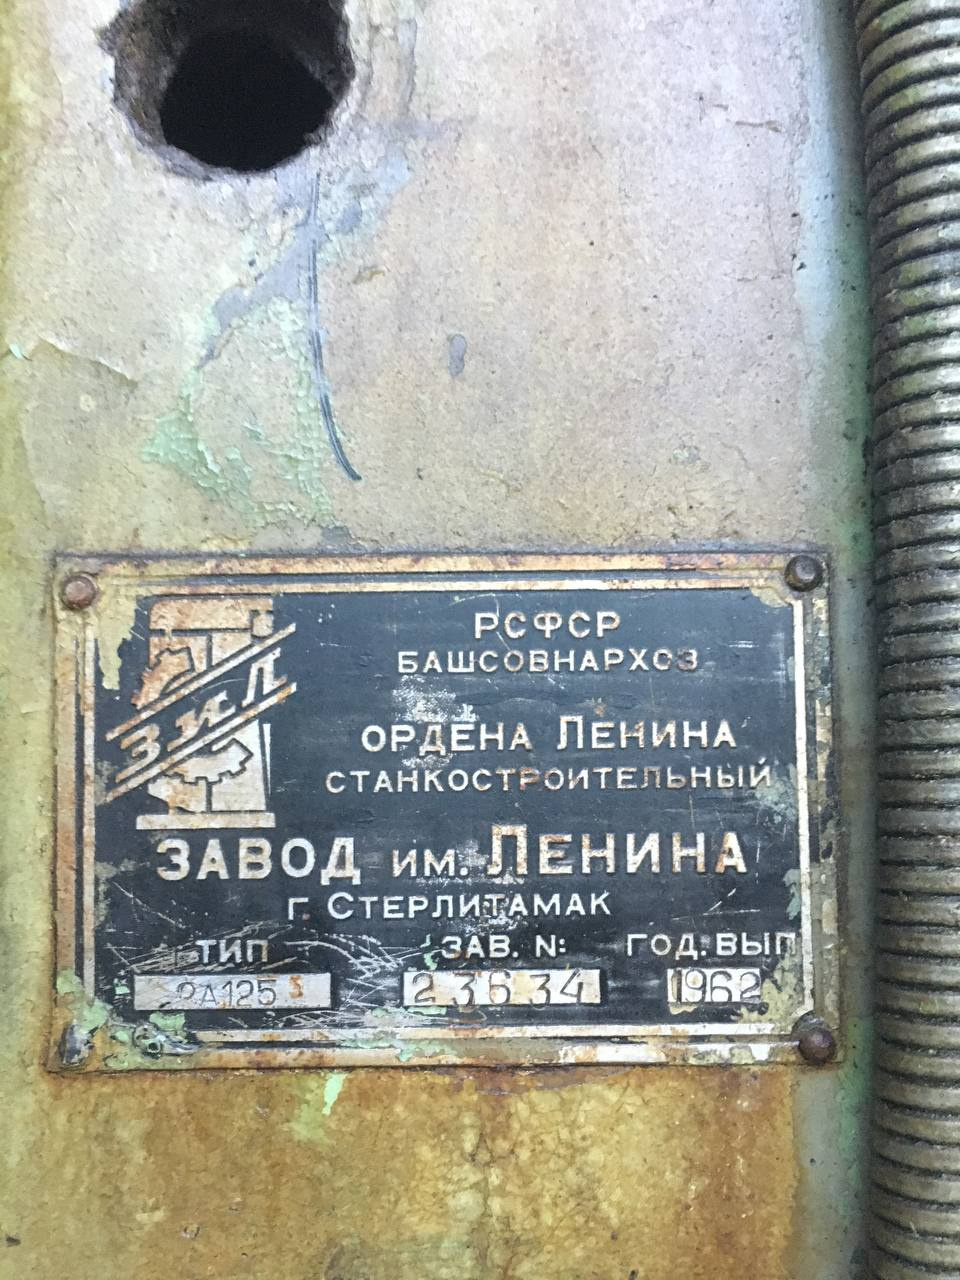 ЗИЛ
РСФСР
БАШСОВНАРХОЗ
ОРДЕНА ЛЕНИНА
СТАНКОСТРОИТЕЛЬНЫЙ
ЗАВОД ИМ. ЛЕНИНА
Г. СТЕРЛИТАМАК
ТИП ЗАВ. N: ГОД. ВЫП
2А125 23634 1962